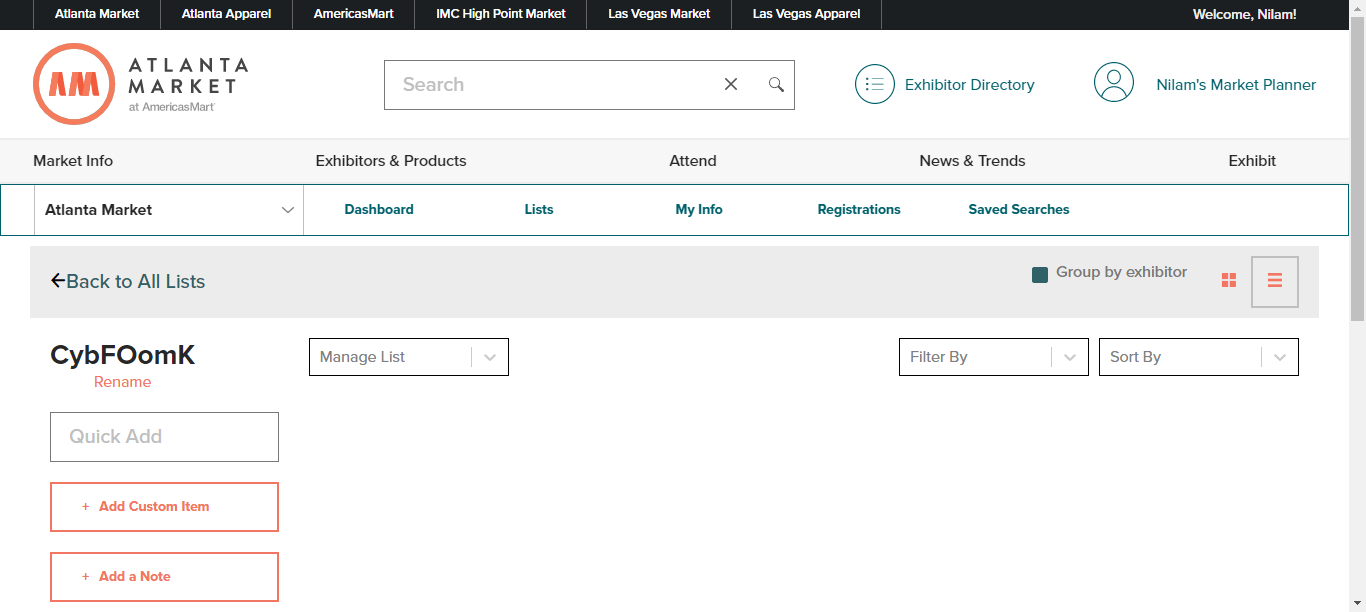 Atlanta Market Atlanta Apparel AmericasMart IMC High Point Market Las Vegas Market Las Vegas Apparel Welcome, Nilam!
ATLANTA
MARKET
at AmericasMart
Search
Exhibitor Directory
Nilam's Market Planner
Market Info Exhibitors & Products Attend News & Trends Exhibit
Atlanta Market Dashboard Lists My Info Registrations Saved Searches
Back to All Lists
Group by exhibitor
CybFOomK
Rename
Manage List
Filter By
Sort By
Quick Add
+ Add Custom Item
+ Add a Note